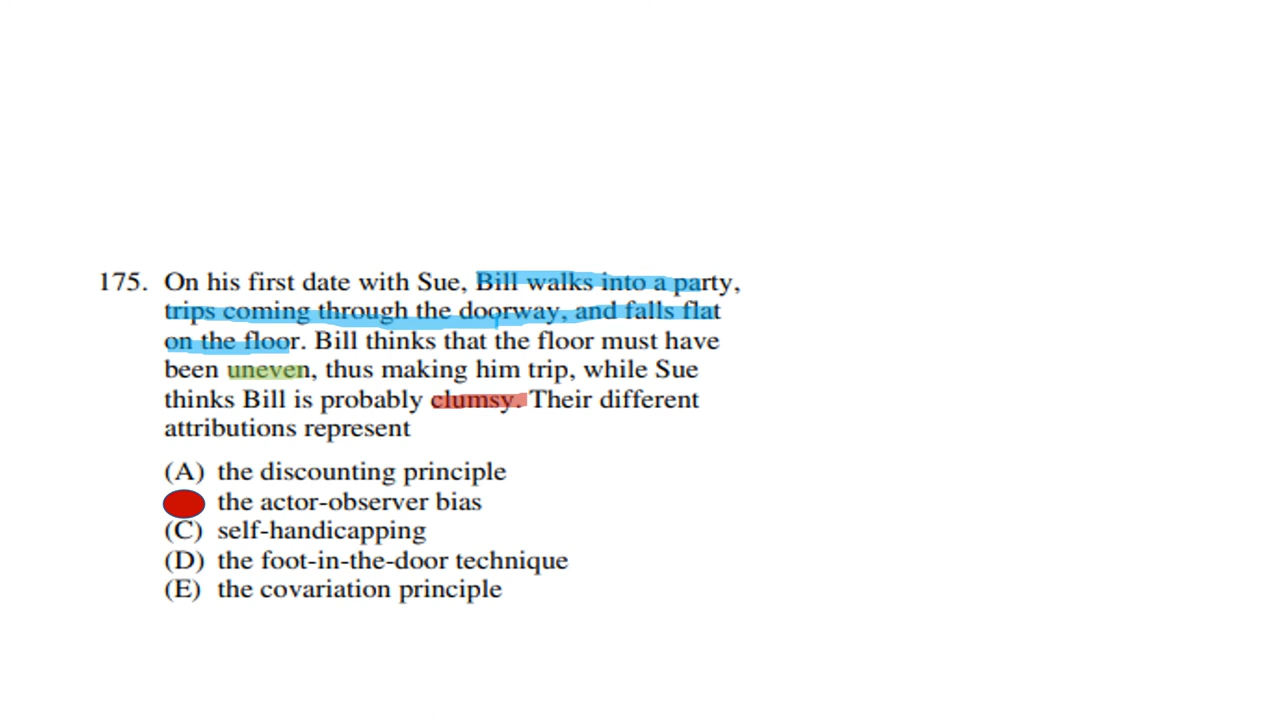 175. On his first date with Sue, Bill walks into a party,
trips coming through the doorway, and falls flat
on the floor. Bill thinks that the floor must have
been uneven, thus making him trip, while Sue
thinks Bill is probably clumsy. Their different
attributions represent
(A) the discounting principle
the actor-observer bias
(C) self-handicapping
(D) the foot-in-the-door technique
(E) the covariation principle